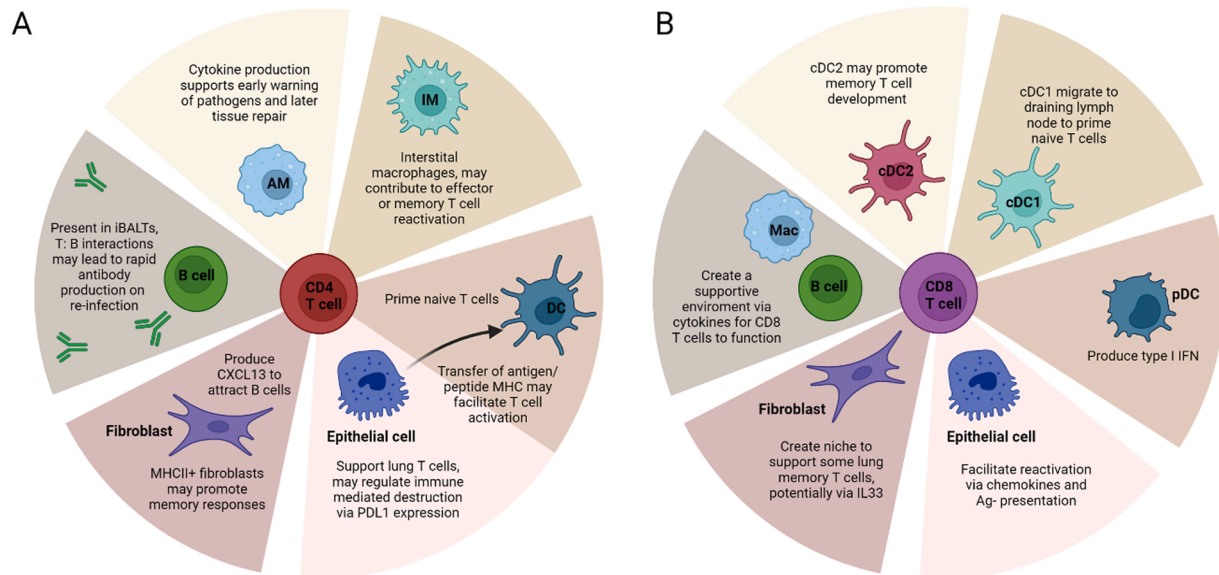 A
Cytokine production
supports early warning
of pathogens and later
tissue repair
AM
IM
Interstital
macrophages, may
contribute to effector
or memory T cell
reactivation
Present in iBALTs,
T: B interactions
may lead to rapid
antibody
production on
re-infection
B cell
CD4
T cell
Prime naive T cells
DC
Transfer of antigen/
peptide MHC may
facilitate T cell
activation
Produce
CXCL13 to
attract B cells
Fibroblast
MHCII+ fibroblasts
may promote
memory responses
Epithelial cell
Support lung T cells,
may regulate immune
mediated destruction
via PDL1 expression
B
cDC2 may promote
memory T cell
development
cDC2
cDC1 migrate to
draining lymph
node to prime
naive T cells
cDC1
Mac
B cell
Create a
supportive
enviroment via
cytokines for CD8
T cells to function
CD8
T cell
pDC
Produce type I IFN
Fibroblast
Create niche to
support some lung
memory T cells,
potentially via IL33
Epithelial cell
Facilitate reactivation
via chemokines and
Ag- presentation